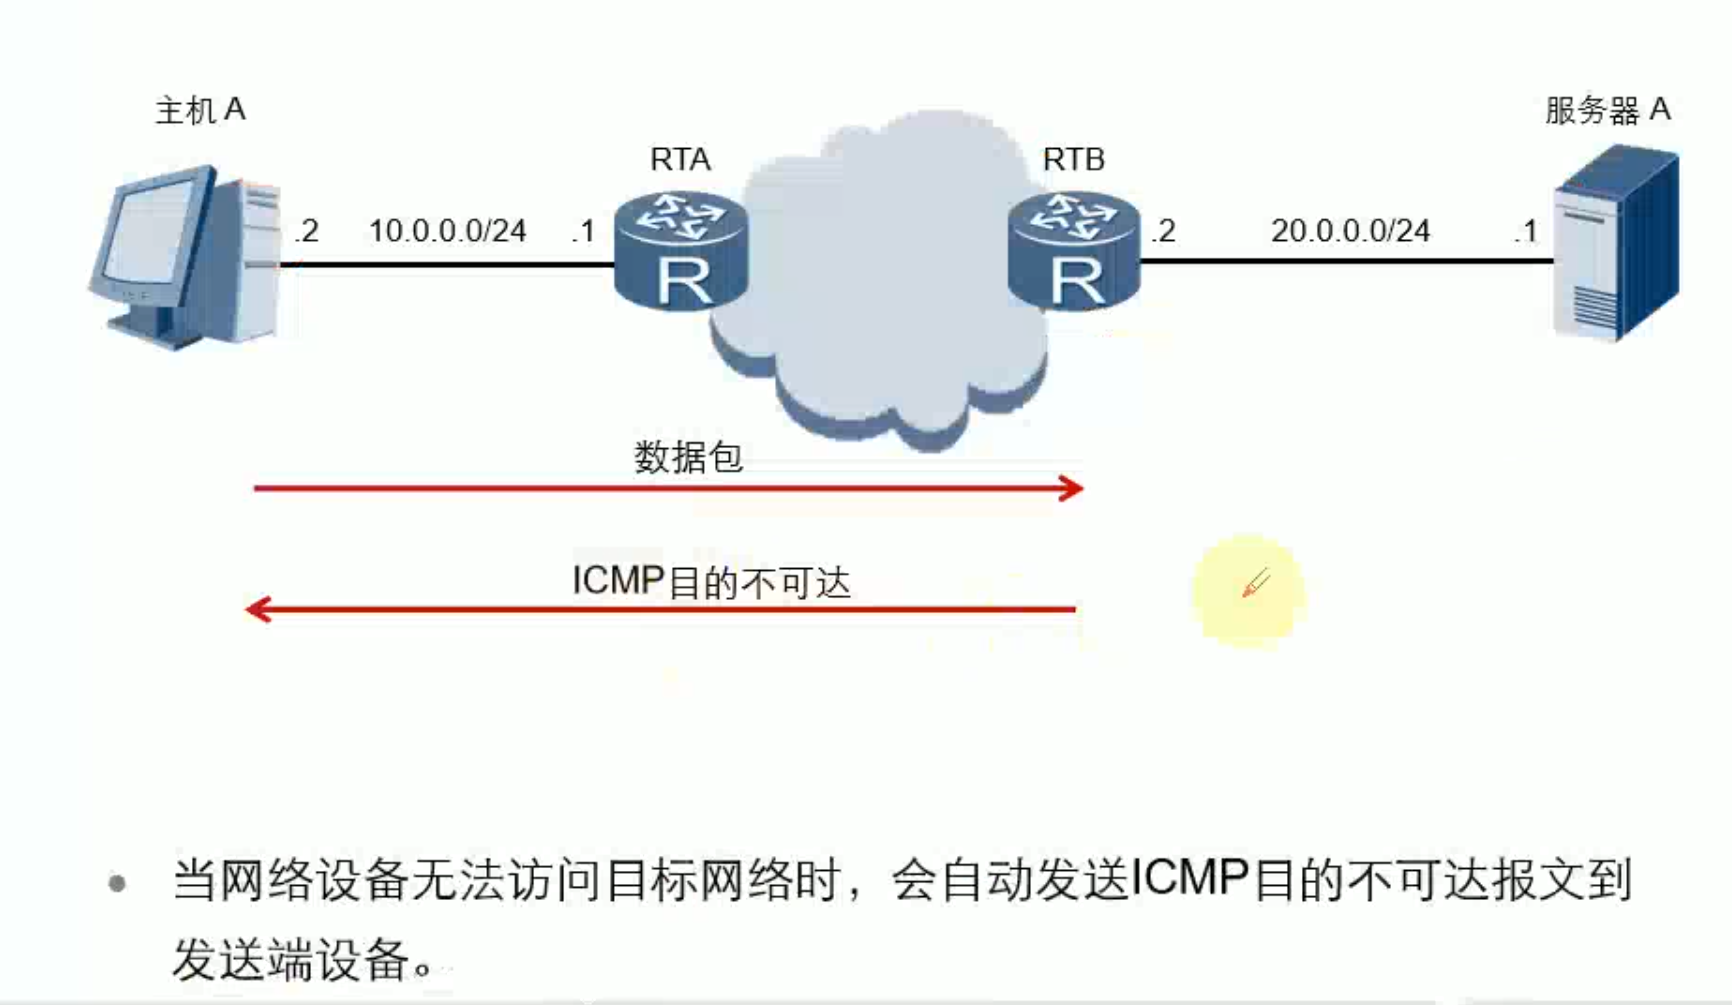 主机 A
服务器 A
RTA
RTB
.2 10.0.0.0/24 .1
.2 20.0.0.0/24 .1
R
R
数据包
ICMP目的不可达
当网络设备无法访问目标网络时，会自动发送ICMP目的不可达报文到
发送端设备。